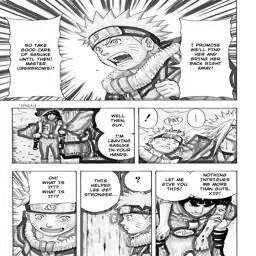 SO TAKE
GOOD CARE
OF SASUKE
UNTIL THEN!
MASTER
UBERBROWS!!
I PROMISE
WE'LL FIND
HER AND
BRING HER
BACK RIGHT
AWAY!
WELL
THEN,
GUY.
I'M
LEAVING
SASUKE
IN YOUR
HANDS.
!
OH!
WHAT IS
IT!?
WHAT IS
IT!?
THIS
HELPED
LEE GET
STRONGER...
?
LET ME
GIVE YOU
THIS!
NOTHING
INTRIGUES
ME MORE
THAN GUTS,
KID!